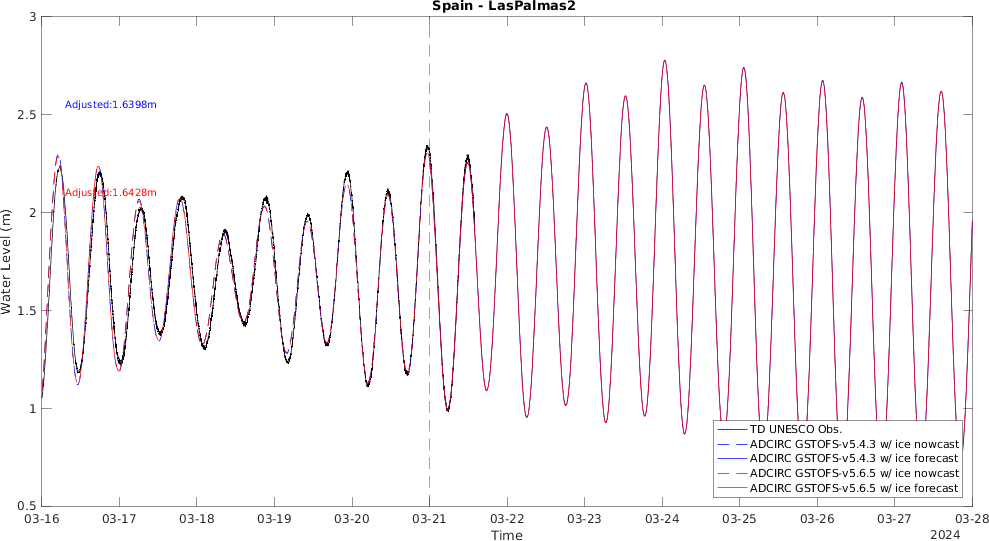 Spain - LasPalmas2
3
2.5
2
1.5
1
0.5
Water Level (m)
Adjusted:1.6398m
Adjusted:1.6428m
TD UNESCO Obs.
ADCIRC GSTOFS-v5.4.3 w/ ice nowcast
ADCIRC GSTOFS-v5.4.3 w/ ice forecast
ADCIRC GSTOFS-v5.6.5 w/ ice nowcast
ADCIRC GSTOFS-v5.6.5 w/ ice forecast
03-16 03-17 03-18 03-19 03-20 03-21 03-22 03-23 03-24 03-25 03-26 03-27 03-28
Time
2024